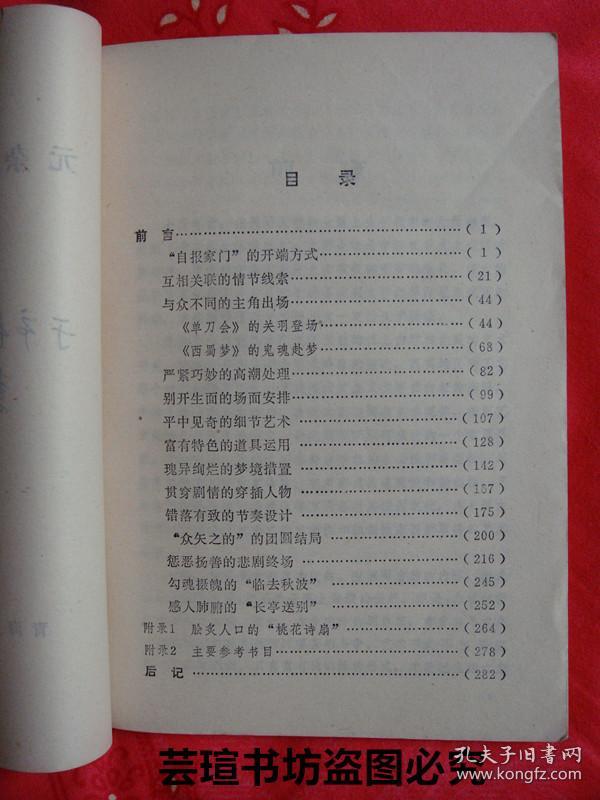 目录
前言……(1)
“自报家门”的开端方式……(1)
互相关联的情节线索……(21)
与众不同的主角出场……(44)
《单刀会》的关羽登场……(44)
《西蜀梦》的鬼魂赴梦……(68)
严紧巧妙的高潮处理……(82)
别开生面的场面安排……(99)
平中见奇的细节艺术……(107)
富有特色的道具运用……(128)
瑰异绚烂的梦境措置……(142)
贯穿剧情的穿插人物……(157)
错落有致的节奏设计……(175)
“众矢之的”的团圆结局……(200)
惩恶扬善的悲剧终场……(216)
勾魂摄魄的“临去秋波”……(245)
感人肺腑的“长亭送别”……(252)
附录1 脍炙人口的“桃花诗扇”……(264)
附录2 主要参考书目……(278)
后记……(282)
芸瑄书坊盗图必究
孔夫子旧书网
www.kongfz.com